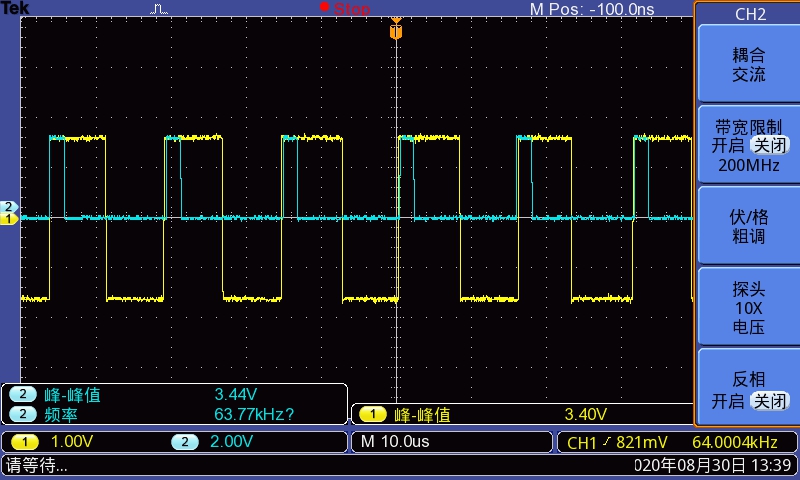 Tek
Stop
M Pos: -100.0ns
CH2
T
耦合
交流
带宽限制
开启 关闭
200MHz
伏/格
粗调
探头
10X
电压
反相
开启 关闭
2
1
2 峰-峰值 3.44V
2 频率 63.77kHz?
1 峰-峰值 3.40V
1 1.00V 2 2.00V
M 10.0us
CH1 821mV 64.0004kHz
请等待...
020年08月30日 13:39